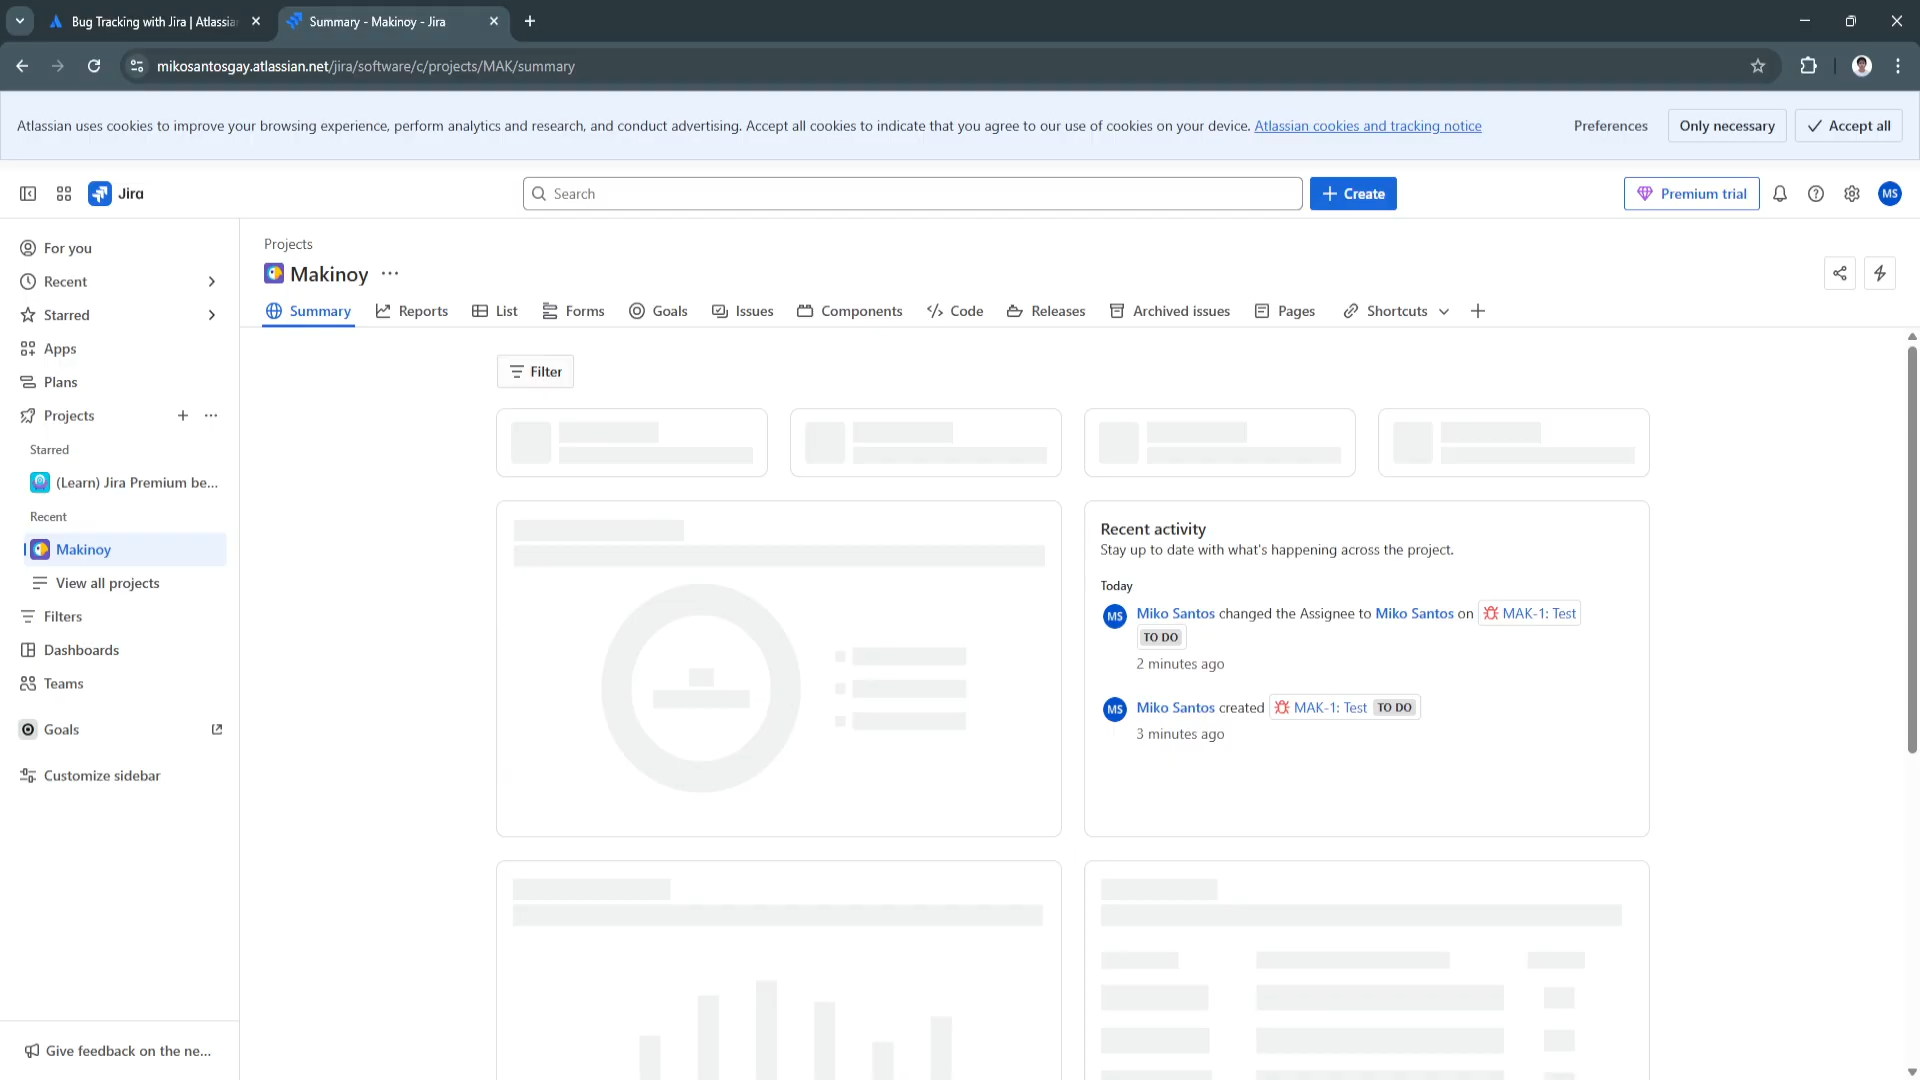 Bug Tracking with Jira | Atlassia
Summary - Makinoy - Jira
mikosantosgay.atlassian.net/jira/software/c/projects/MAK/summary
Atlassian uses cookies to improve your browsing experience, perform analytics and research, and conduct advertising. Accept all cookies to indicate that you agree to our use of cookies on your device. Atlassian cookies and tracking notice
Preferences
Only necessary
Accept all
Jira
Search
Create
Premium trial
MS
For you
Recent
Starred
Apps
Plans
Projects
Starred
(Learn) Jira Premium be...
Recent
Makinoy
View all projects
Filters
Dashboards
Teams
Goals
Customize sidebar
Give feedback on the ne...
Projects
Makinoy
Summary
Reports
List
Forms
Goals
Issues
Components
Code
Releases
Archived issues
Pages
Shortcuts
Filter
Recent activity
Stay up to date with what's happening across the project.
Today
MS
Miko Santos changed the Assignee to Miko Santos on MAK-1: Test
TO DO
2 minutes ago
MS
Miko Santos created MAK-1: Test TO DO
3 minutes ago